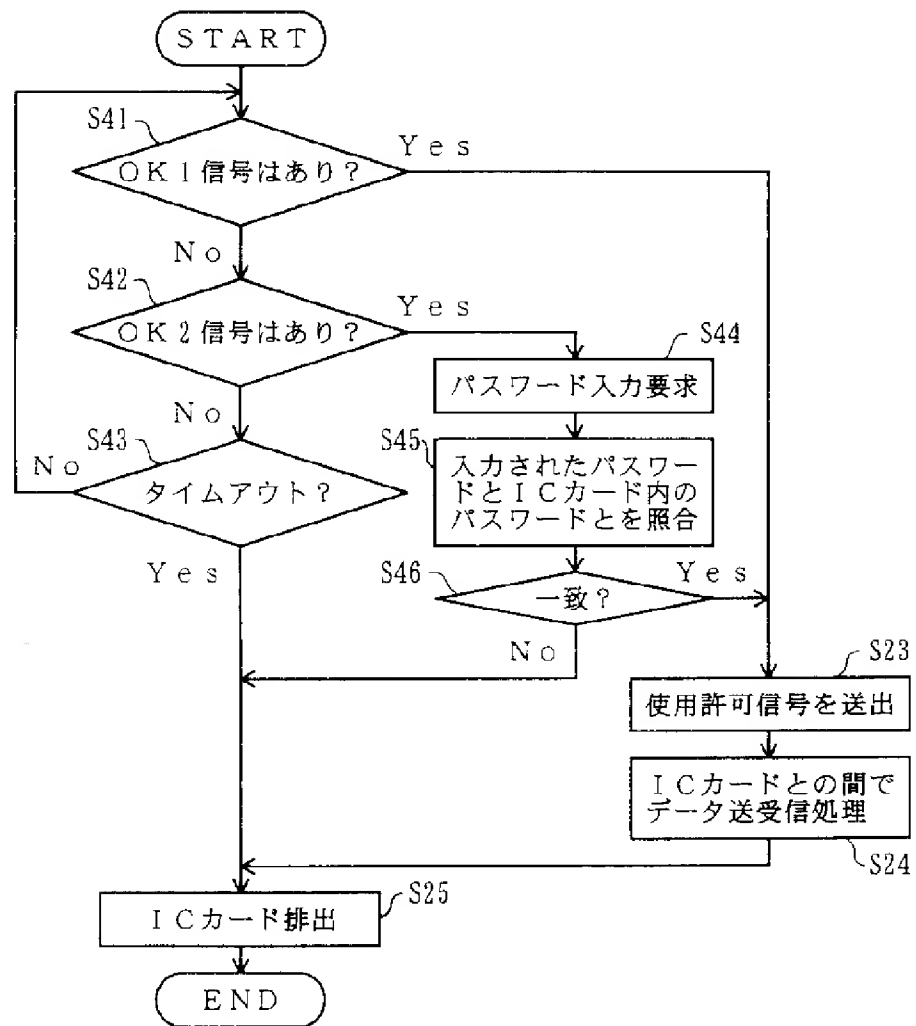 START
S41
OK1信号はあり?
Yes
No
S42
OK2信号はあり?
Yes
S44
パスワード入力要求
No
S43
タイムアウト?
No
Yes
S45
入力されたパスワー
ドとICカード内の
パスワードとを照合
S46
一致?
Yes
No
S23
使用許可信号を送出
ICカードとの間で
データ送受信処理
S24
S25
ICカード排出
END